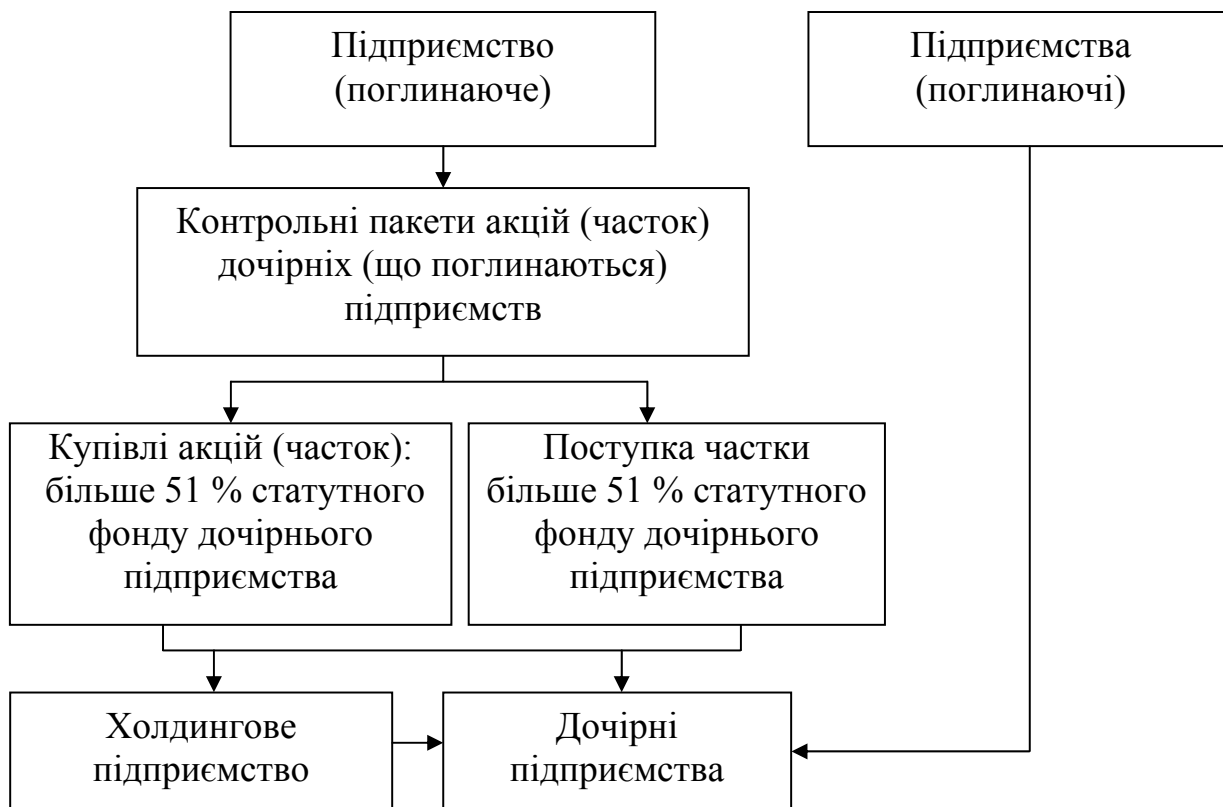 Підприємство
(поглинаюче)
Підприємства
(поглинаючі)
Контрольні пакети акцій (часток)
дочірніх (що поглинаються)
підприємств
Купівлі акцій (часток):
більше 51 % статутного
фонду дочірнього
підприємства
Поступка частки
більше 51 % статутного
фонду дочірнього
підприємства
Холдингове
підприємство
Дочірні
підприємства